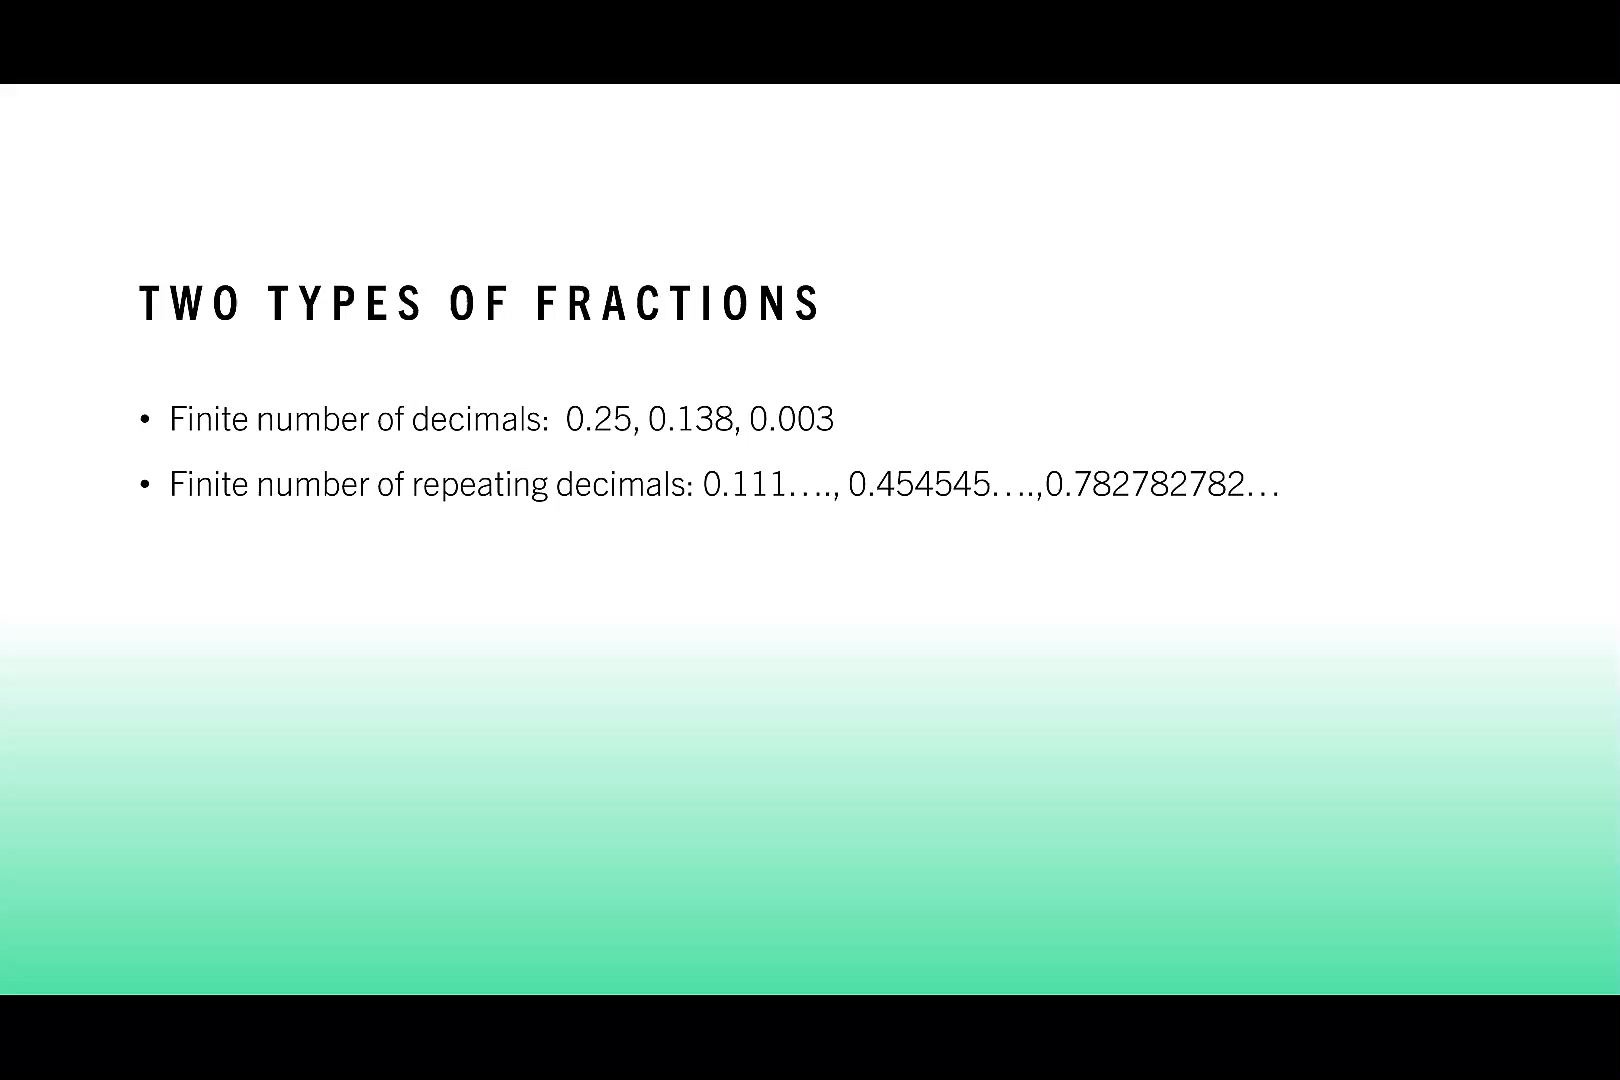 TWO TYPES OF FRACTIONS
• Finite number of decimals:  0.25, 0.138, 0.003
• Finite number of repeating decimals: 0.111...., 0.454545....,0.782782782...